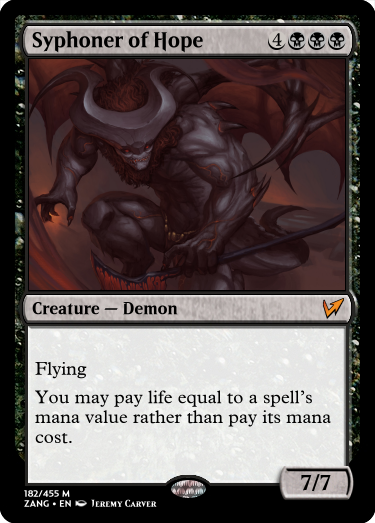 Syphoner of Hope 4
Creature — Demon
Flying
You may pay life equal to a spell's
mana value rather than pay its mana
cost.
7/7
182/455 M
ZANG • EN Jeremy Carver